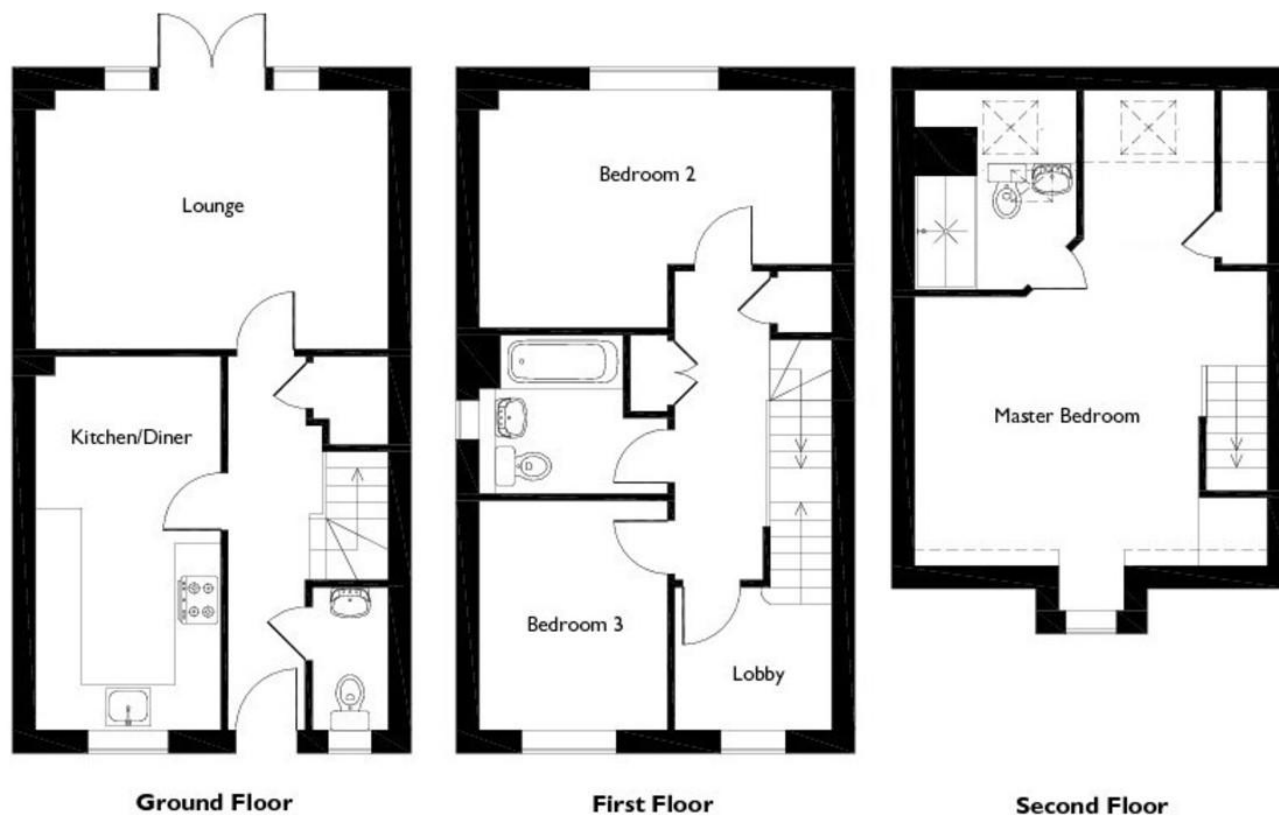 Lounge
Kitchen/Diner
Ground Floor
Bedroom 2
Bedroom 3
Lobby
First Floor
Master Bedroom
Second Floor